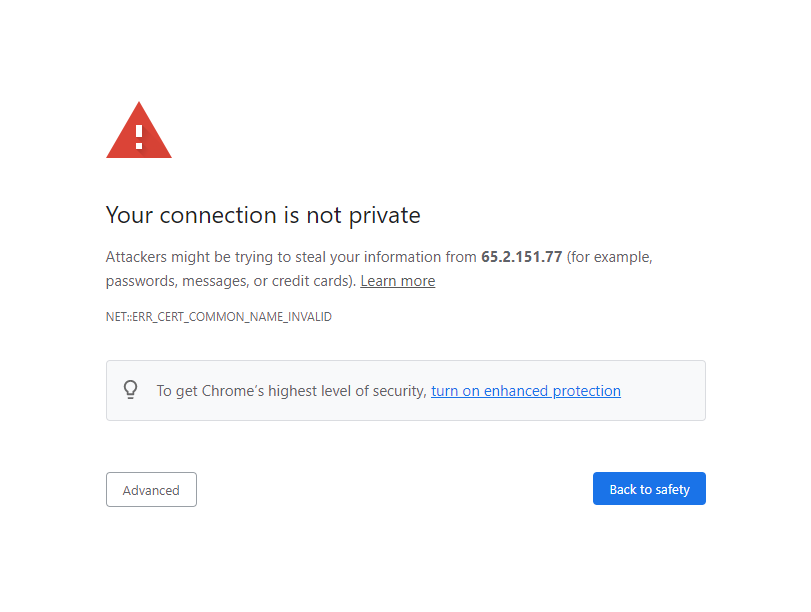 Your connection is not private
Attackers might be trying to steal your information from 65.2.151.77 (for example,
passwords, messages, or credit cards). Learn more
NET::ERR_CERT_COMMON_NAME_INVALID
To get Chrome’s highest level of security, turn on enhanced protection
Advanced
Back to safety